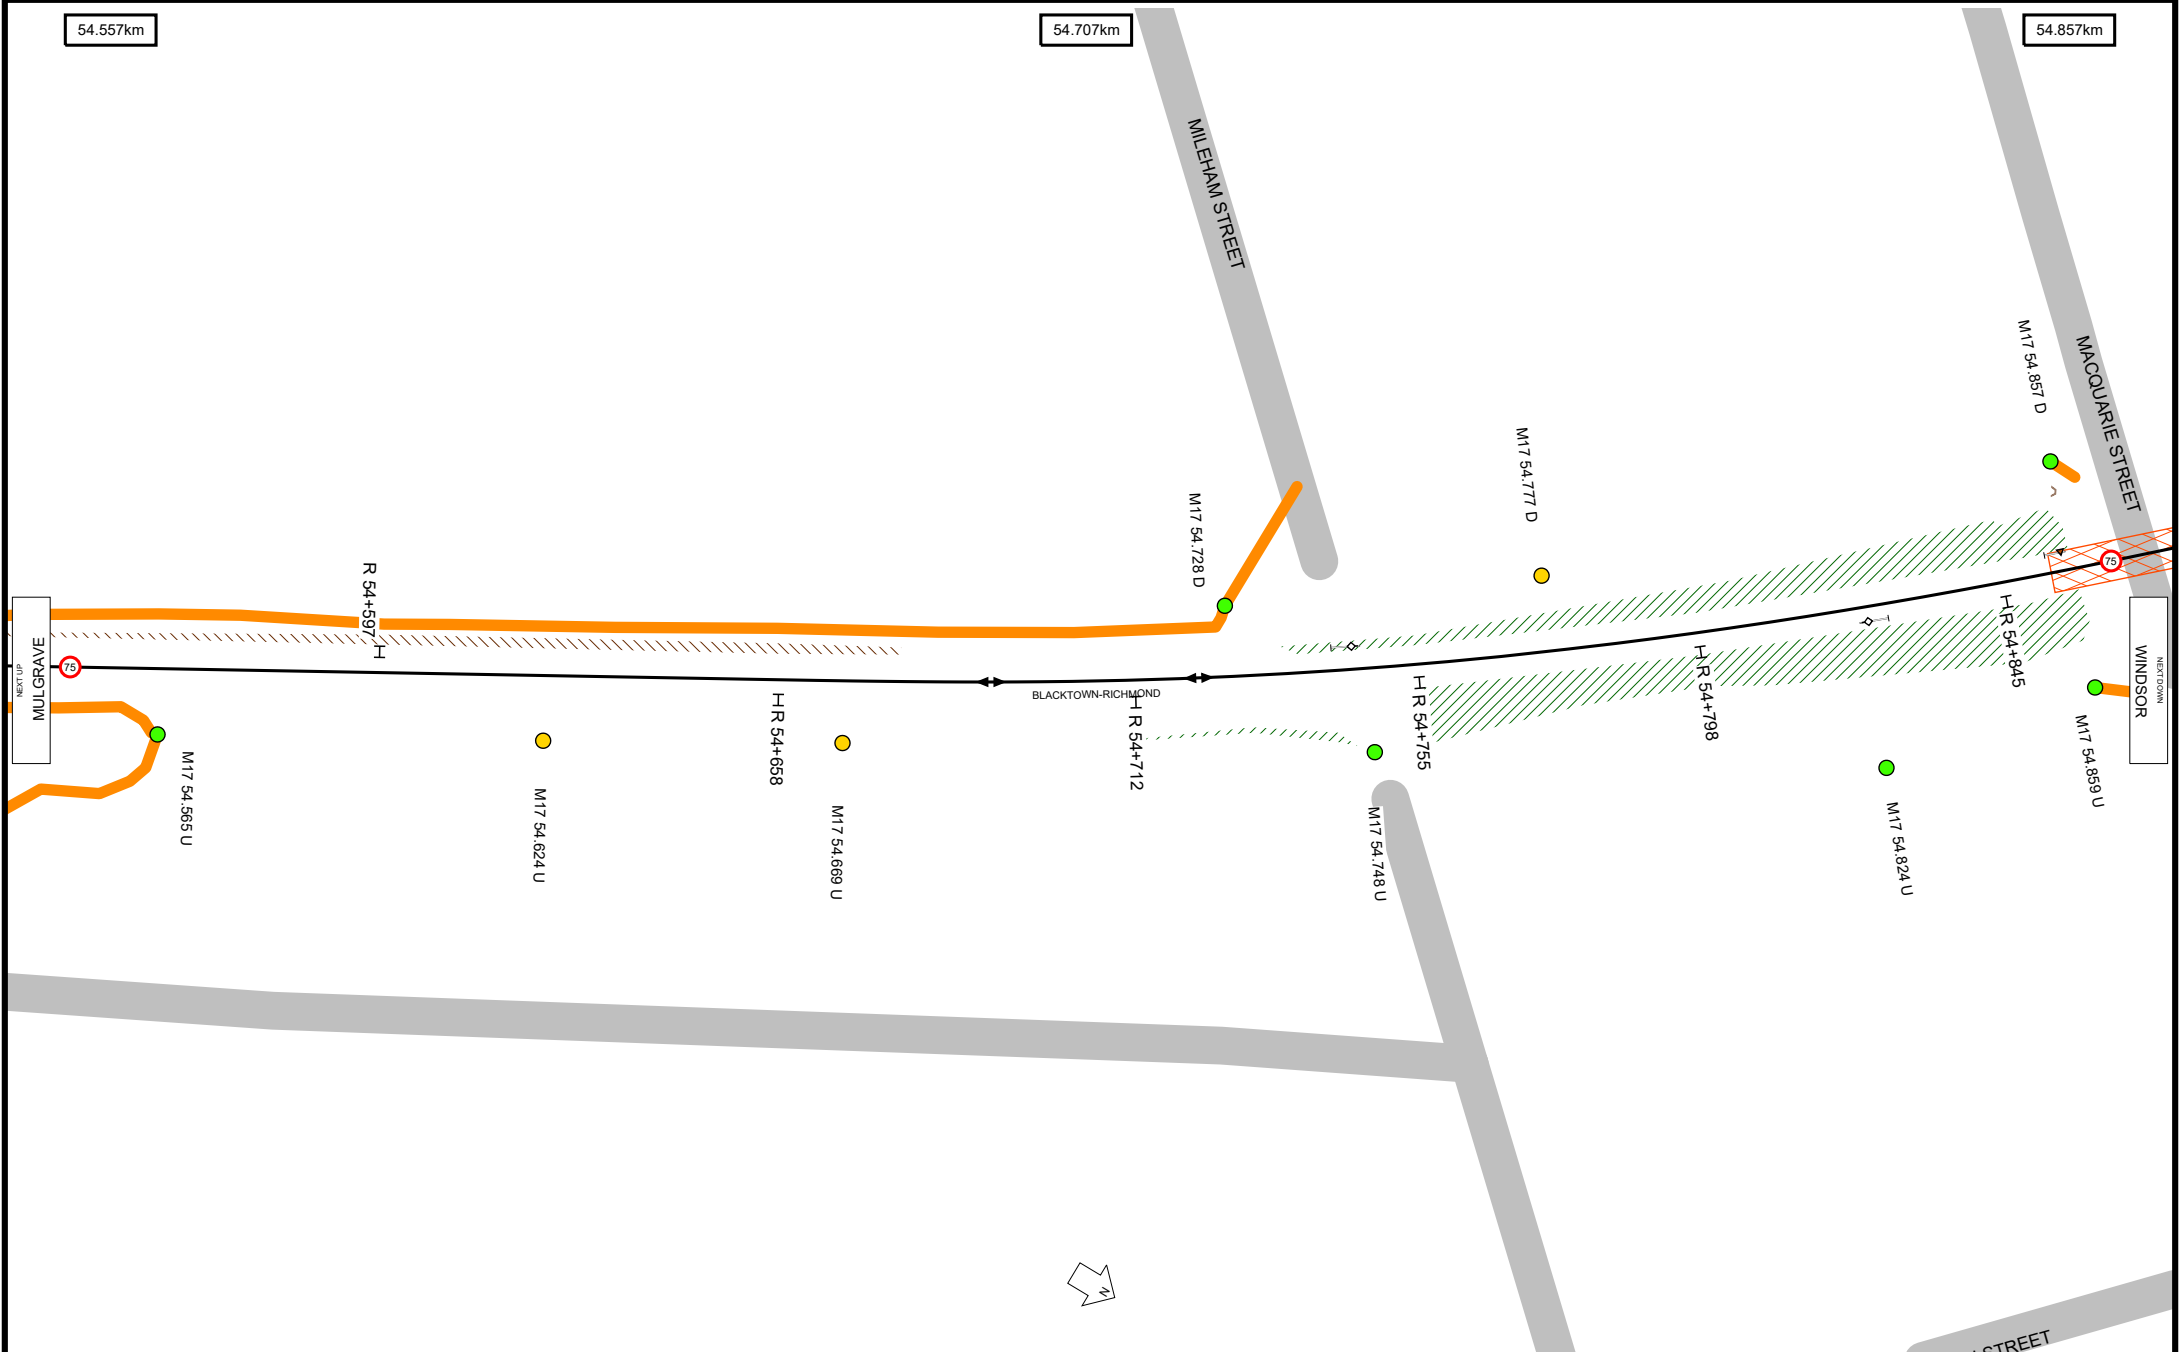 54.557km
54.707km
54.857km
MILEHAM STREET
MACQUARIE STREET
M17 54.857 D
M17 54.777 D
M17 54.728 D
R 54+597
75
75
NEXT UP
MULGRAVE
BLACKTOWN-RICHMOND
R 54+658
R 54+712
R 54+755
R 54+798
R 54+845
NEXT DOWN
WINDSOR
M17 54.565 U
M17 54.624 U
M17 54.669 U
M17 54.748 U
M17 54.824 U
M17 54.859 U
N
STREET